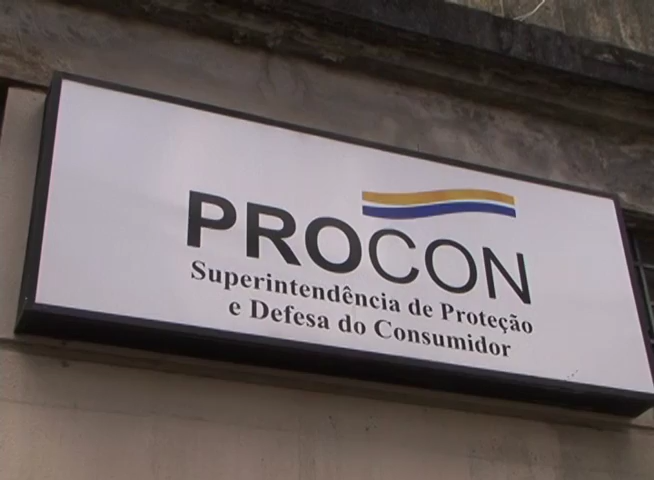 PROCON
Superintendência de Proteção
e Defesa do Consumidor